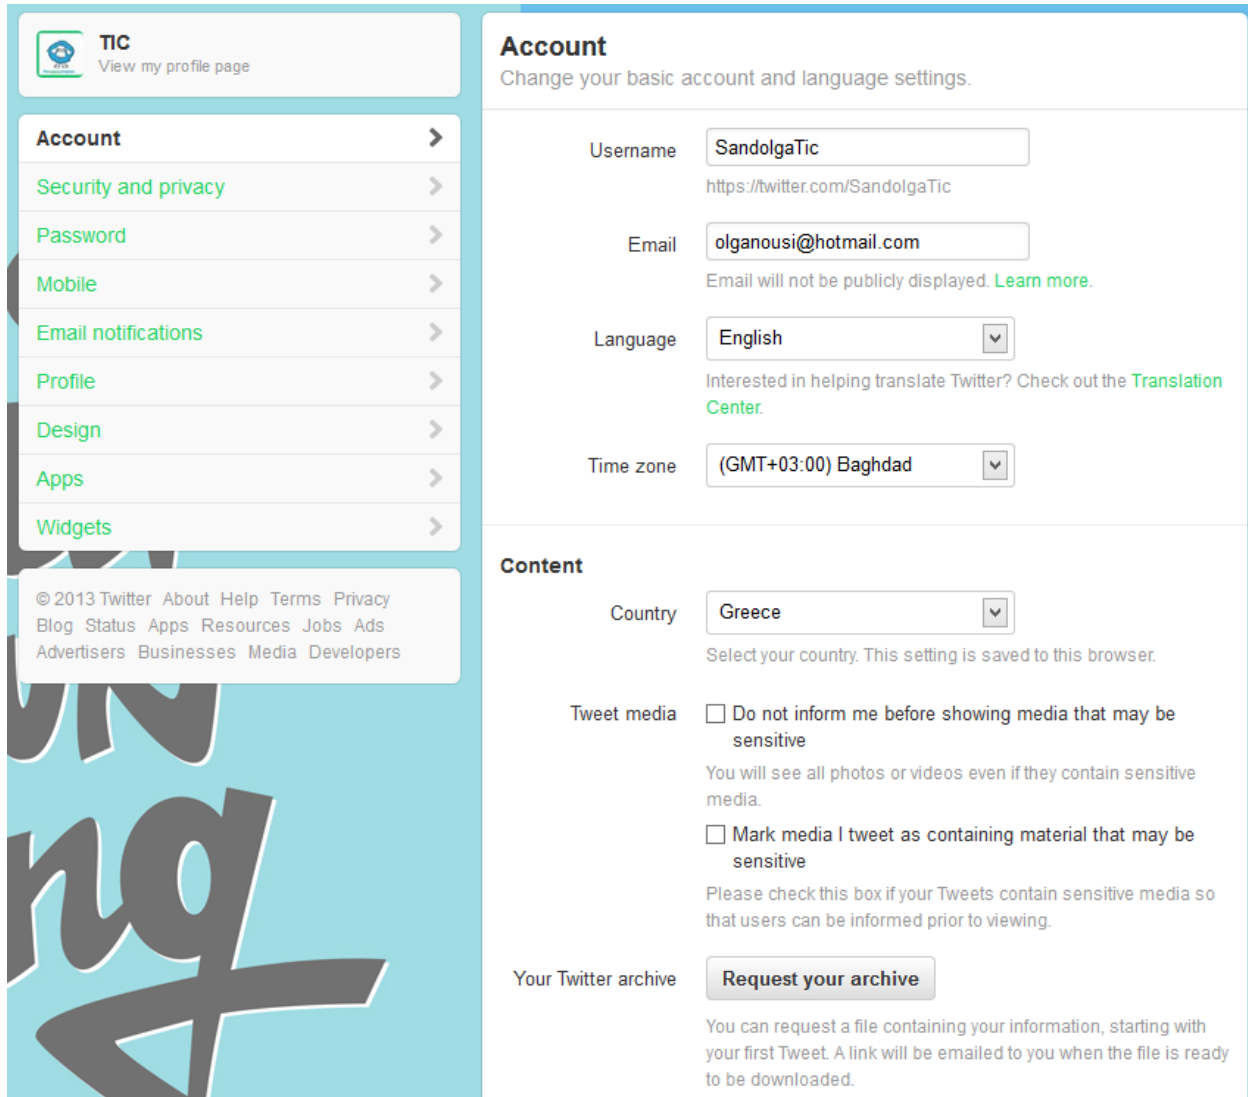 TIC
View my profile page
Account
Security and privacy
Password
Mobile
Email notifications
Profile
Design
Apps
Widgets
© 2013 Twitter About Help Terms Privacy
Blog Status Apps Resources Jobs Ads
Advertisers Businesses Media Developers
Account
Change your basic account and language settings.
Username
SandolgaTic
https://twitter.com/SandolgaTic
Email
olganousi@hotmail.com
Email will not be publicly displayed. Learn more.
Language
English
Interested in helping translate Twitter? Check out the Translation
Center.
Time zone
(GMT+03:00) Baghdad
Content
Country
Greece
Select your country. This setting is saved to this browser.
Tweet media
Do not inform me before showing media that may be
sensitive
You will see all photos or videos even if they contain sensitive
media.
Mark media I tweet as containing material that may be
sensitive
Please check this box if your Tweets contain sensitive media so
that users can be informed prior to viewing.
Your Twitter archive
Request your archive
You can request a file containing your information, starting with
your first Tweet. A link will be emailed to you when the file is ready
to be downloaded.